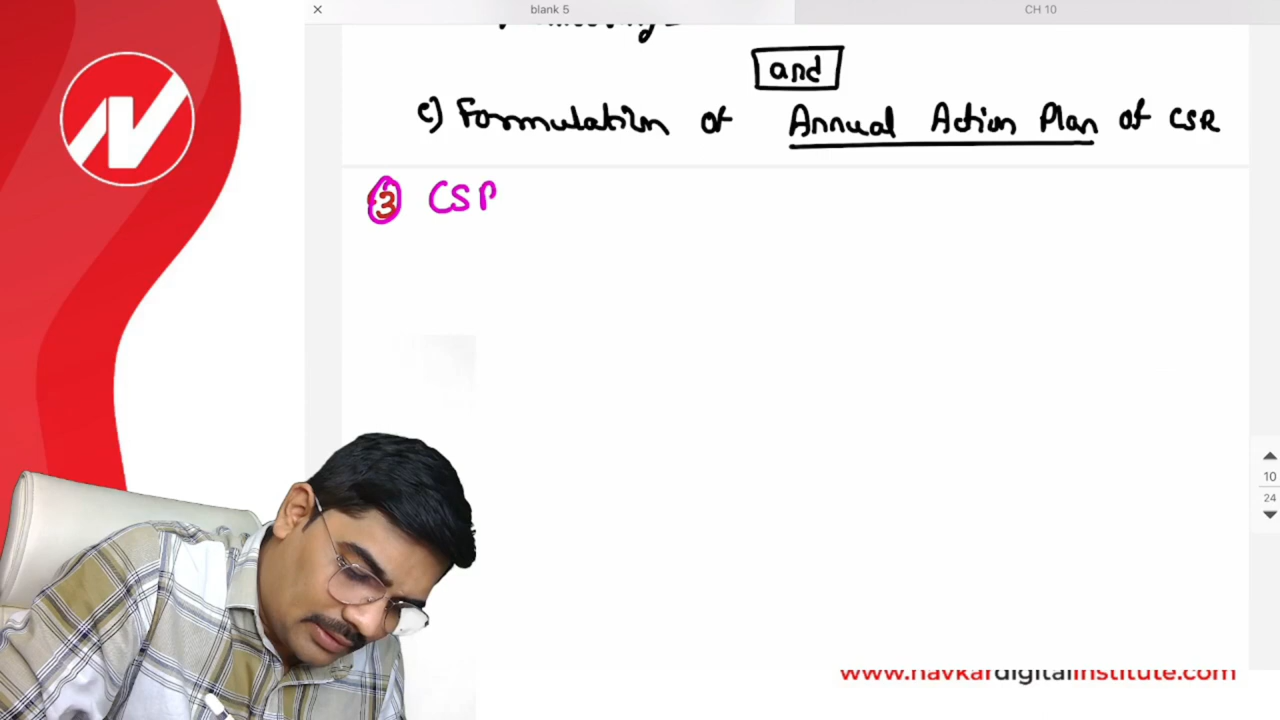 × blank 5 CH 10
and
c) Formulation of Annual Action Plan of CSR
3 CSP
10
24
www.navkardigitalinstitute.com